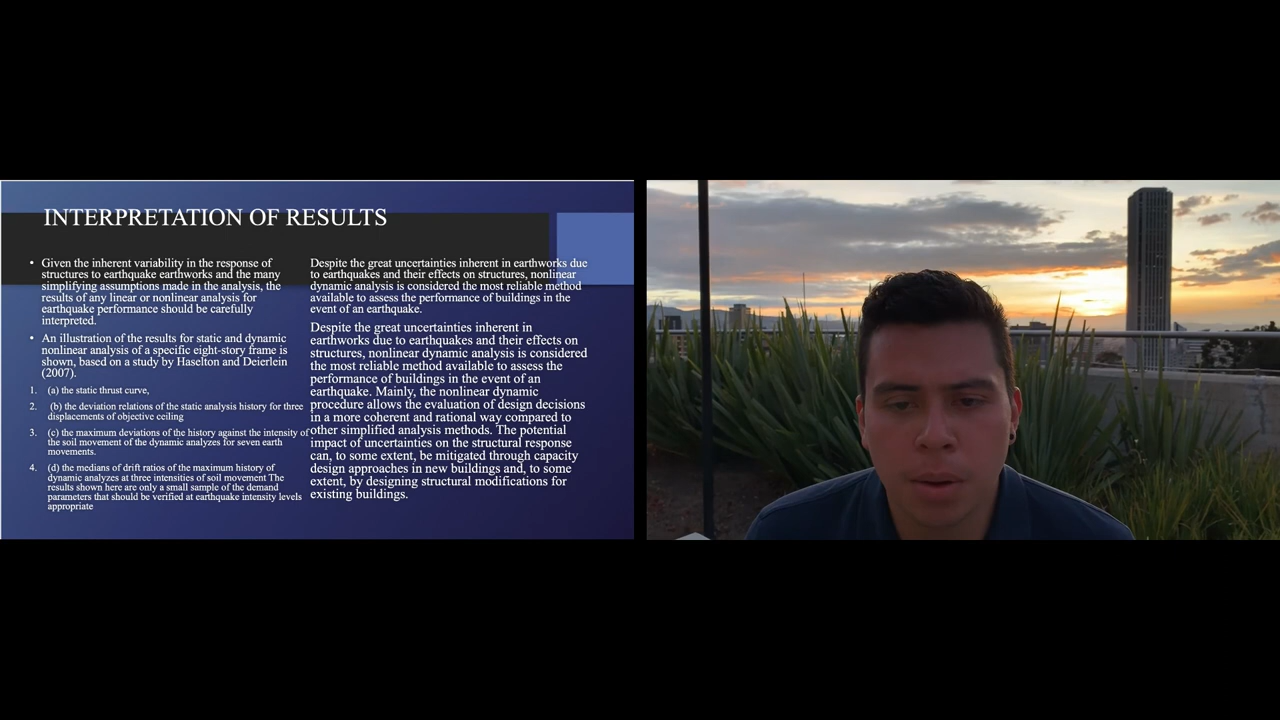 INTERPRETATION OF RESULTS
• Given the inherent variability in the response of
structures to earthquake earthworks and the many
simplifying assumptions made in the analysis, the
results of any linear or nonlinear analysis for
earthquake performance should be carefully
interpreted.
• An illustration of the results for static and dynamic
nonlinear analysis of a specific eight-story frame is
shown, based on a study by Haselton and Deierlein
(2007).
1. (a) the static thrust curve,
2. (b) the deviation relations of the static analysis history for three
displacements of objective ceiling
3. (c) the maximum deviations of the history against the intensity of
the soil movement of the dynamic analyzes for seven earth
movements.
4. (d) the medians of drift ratios of the maximum history of
dynamic analyzes at three intensities of soil movement The
results shown here are only a small sample of the demand
parameters that should be verified at earthquake intensity levels
appropriate
Despite the great uncertainties inherent in earthworks due
to earthquakes and their effects on structures, nonlinear
dynamic analysis is considered the most reliable method
available to assess the performance of buildings in the
event of an earthquake.
Despite the great uncertainties inherent in
earthworks due to earthquakes and their effects on
structures, nonlinear dynamic analysis is considered
the most reliable method available to assess the
performance of buildings in the event of an
earthquake. Mainly, the nonlinear dynamic
procedure allows the evaluation of design decisions
in a more coherent and rational way compared to
other simplified analysis methods. The potential
impact of uncertainties on the structural response
can, to some extent, be mitigated through capacity
design approaches in new buildings and, to some
extent, by designing structural modifications for
existing buildings.